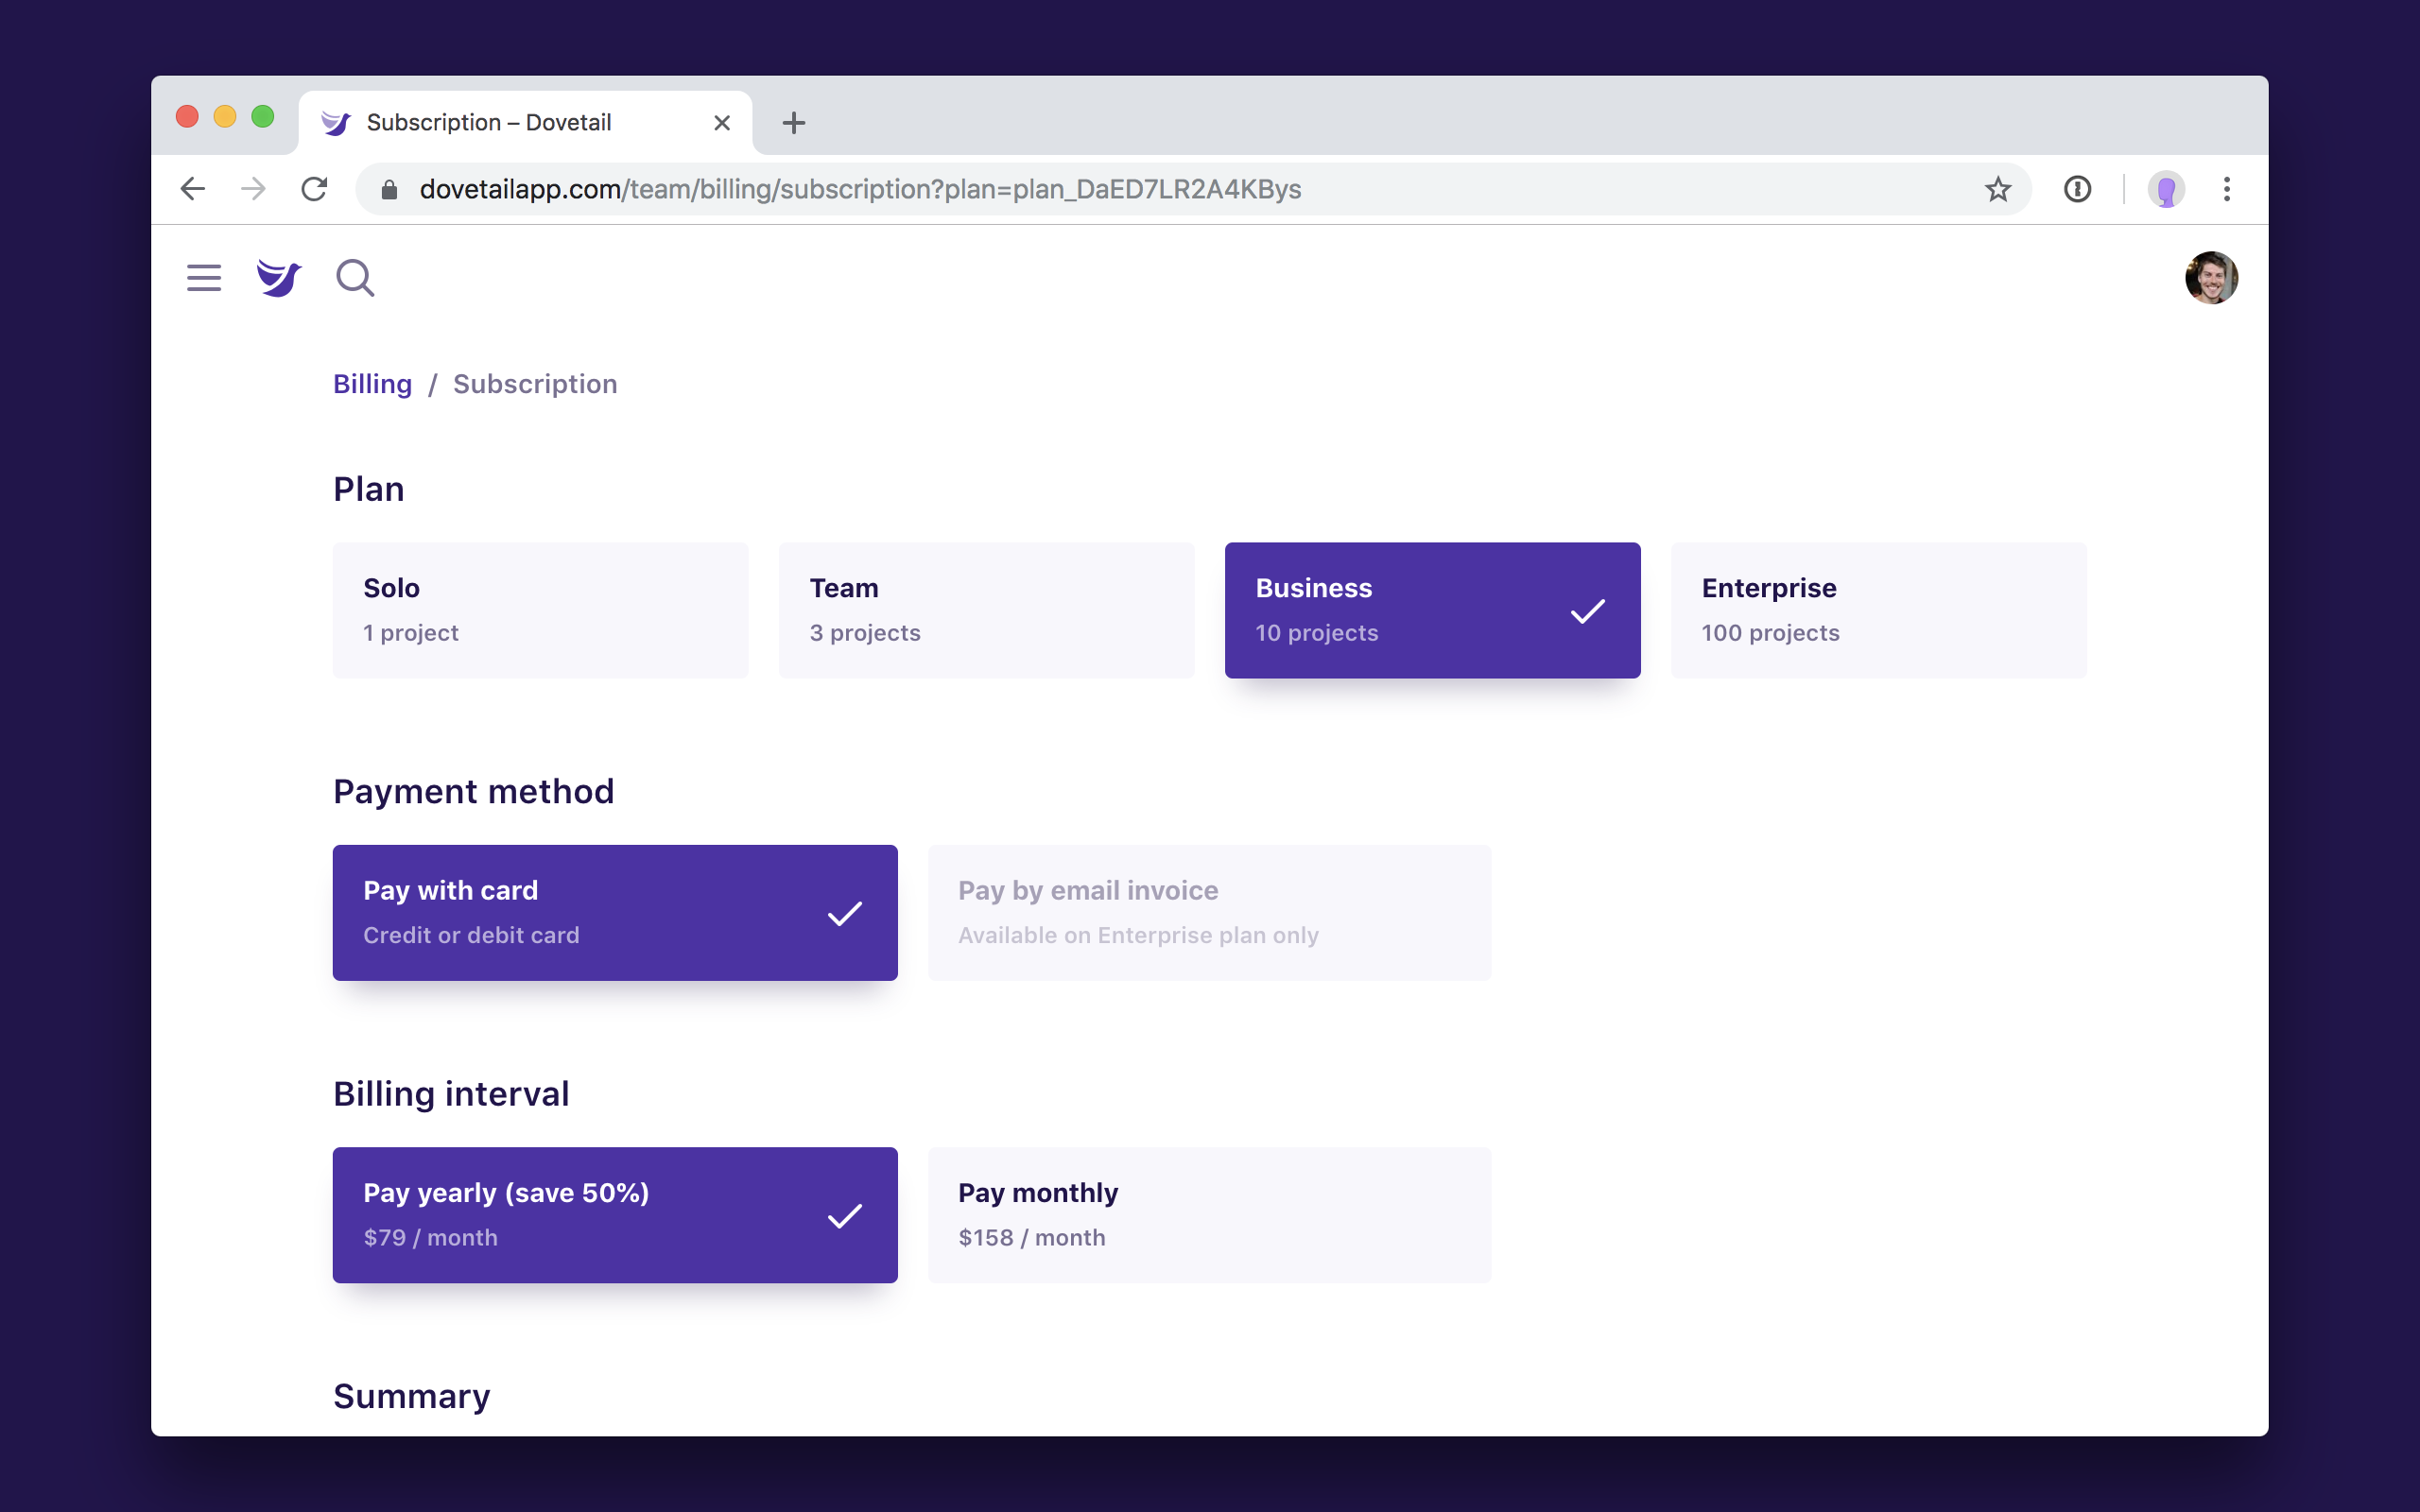 Subscription – Dovetail
dovetailapp.com/team/billing/subscription?plan=plan_DaED7LR2A4KBys
Billing / Subscription
Plan
Solo
1 project
Team
3 projects
Business
10 projects
Enterprise
100 projects
Payment method
Pay with card
Credit or debit card
Pay by email invoice
Available on Enterprise plan only
Billing interval
Pay yearly (save 50%)
$79 / month
Pay monthly
$158 / month
Summary